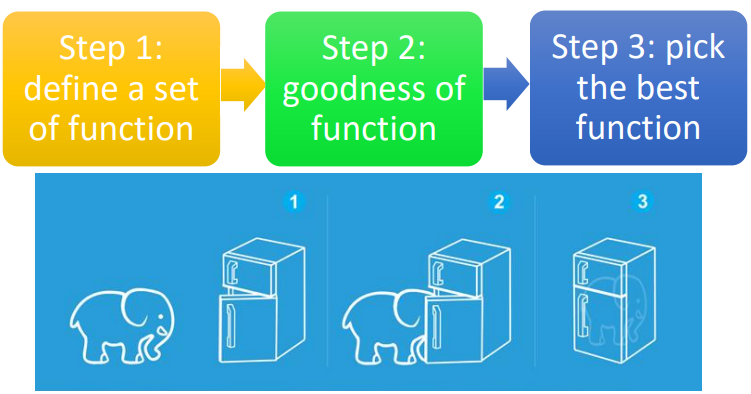 Step 1:
define a set
of function
Step 2:
goodness of
function
Step 3: pick
the best
function
1
2
3